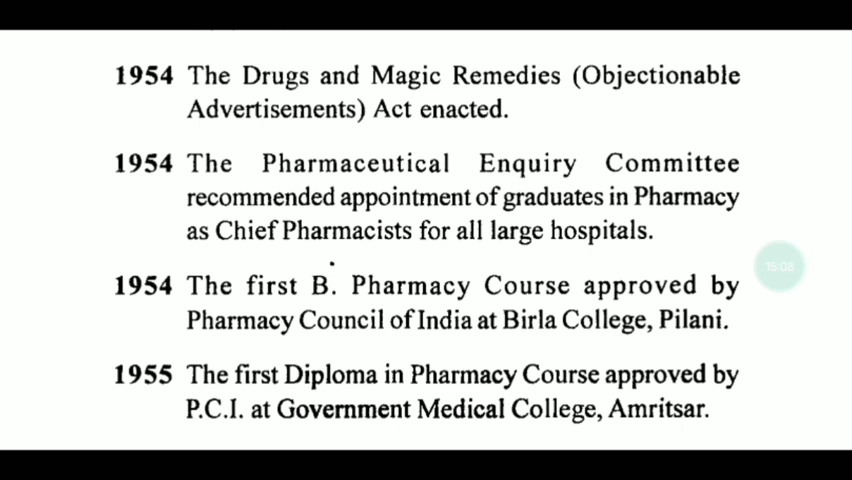 1954 The Drugs and Magic Remedies (Objectionable
Advertisements) Act enacted.
1954 The Pharmaceutical Enquiry Committee
recommended appointment of graduates in Pharmacy
as Chief Pharmacists for all large hospitals.
1954 The first B. Pharmacy Course approved by
Pharmacy Council of India at Birla College, Pilani.
1955 The first Diploma in Pharmacy Course approved by
P.C.I. at Government Medical College, Amritsar.
15:08